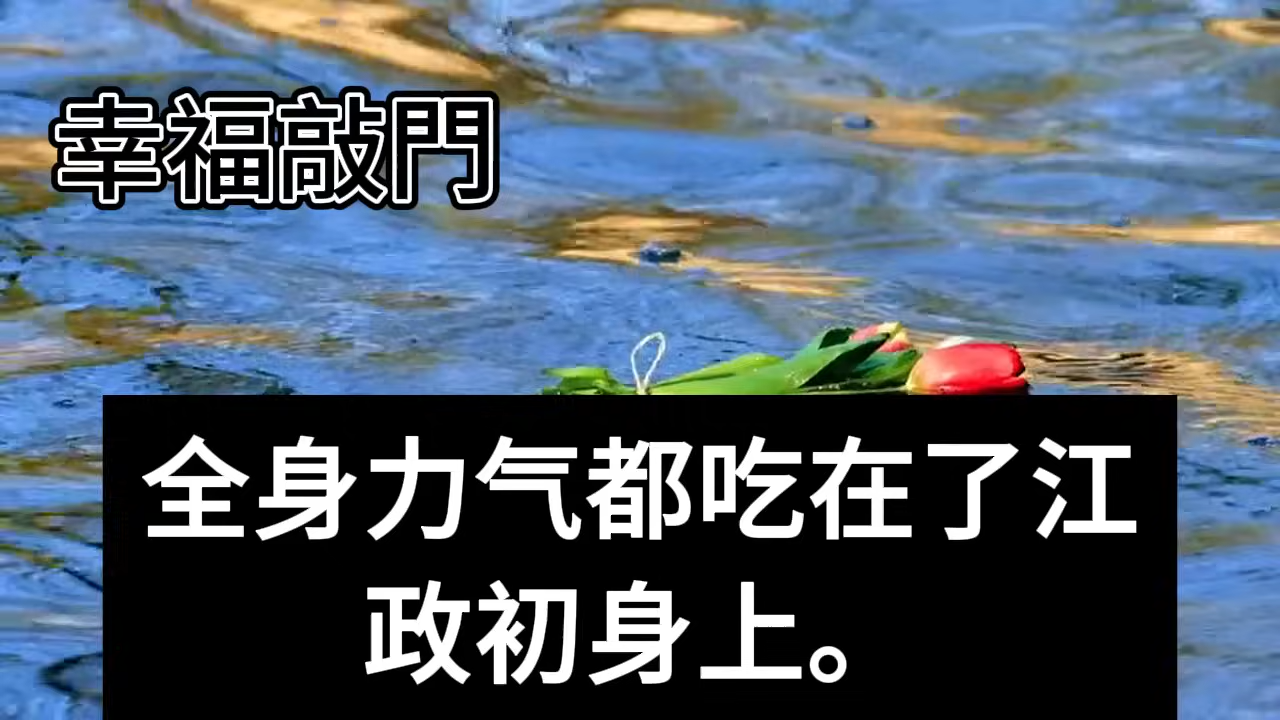 幸福敲門
全身力气都吃在了江
政初身上。